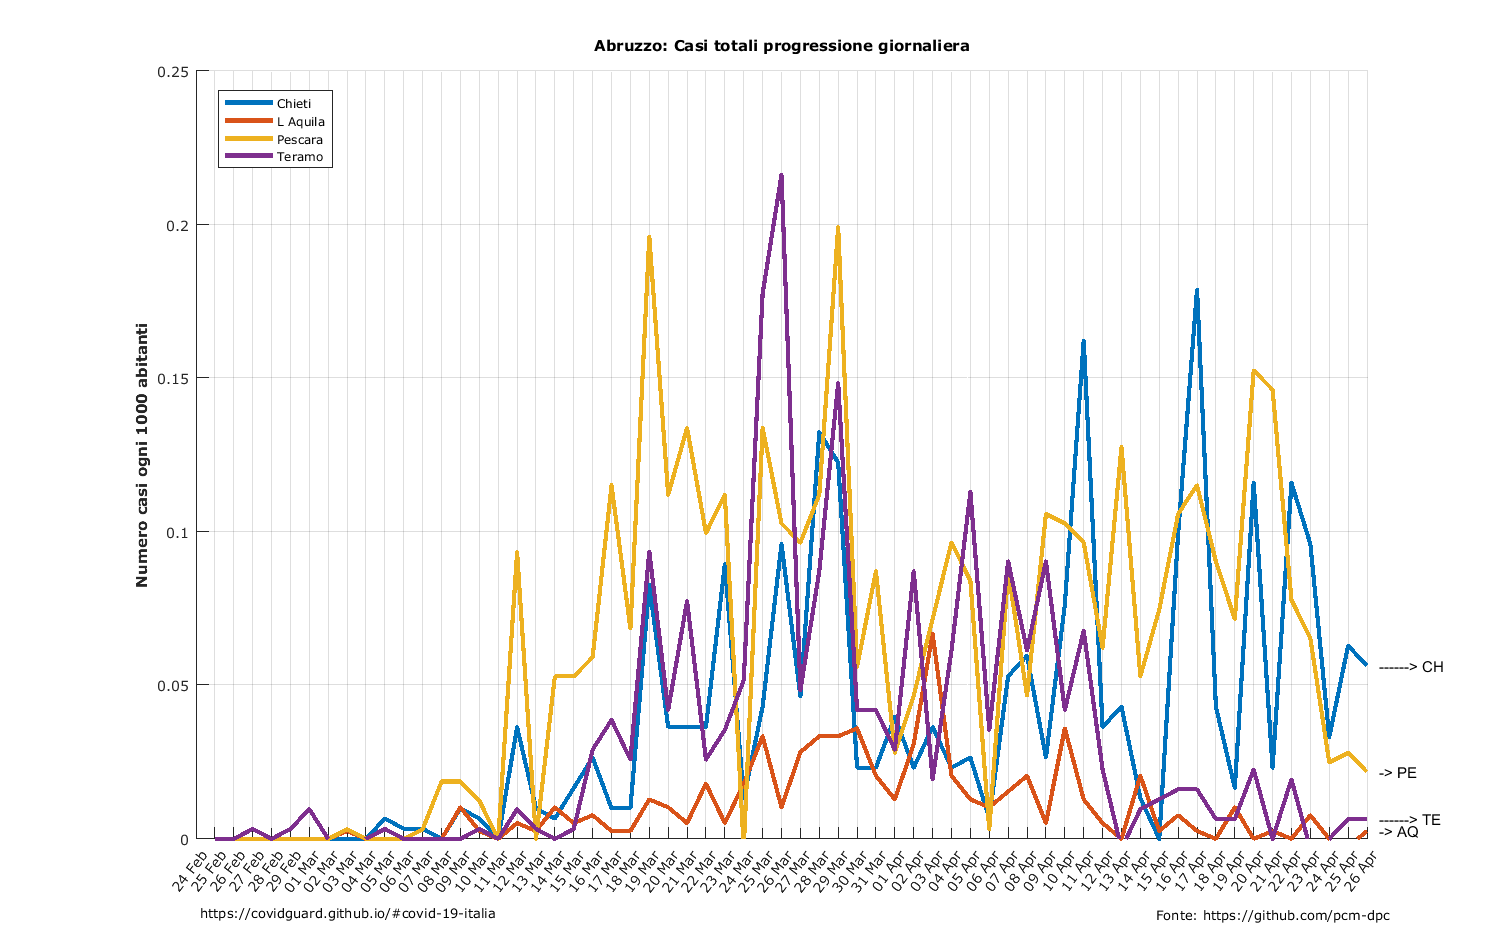 Abruzzo: Casi totali progressione giornaliera
Numero casi ogni 1000 abitanti
0.25
0.2
0.15
0.1
0.05
0
Chieti
L Aquila
Pescara
Teramo
------> CH
-> PE
------> TE
-> AQ
24 Feb
25 Feb
26 Feb
27 Feb
28 Feb
29 Feb
01 Mar
02 Mar
03 Mar
04 Mar
05 Mar
06 Mar
07 Mar
08 Mar
09 Mar
10 Mar
11 Mar
12 Mar
13 Mar
14 Mar
15 Mar
16 Mar
17 Mar
18 Mar
19 Mar
20 Mar
21 Mar
22 Mar
23 Mar
24 Mar
25 Mar
26 Mar
27 Mar
28 Mar
29 Mar
30 Mar
31 Mar
01 Apr
02 Apr
03 Apr
04 Apr
05 Apr
06 Apr
07 Apr
08 Apr
09 Apr
10 Apr
11 Apr
12 Apr
13 Apr
14 Apr
15 Apr
16 Apr
17 Apr
18 Apr
19 Apr
20 Apr
21 Apr
22 Apr
23 Apr
24 Apr
25 Apr
26 Apr
https://covidguard.github.io/#covid-19-italia
Fonte: https://github.com/pcm-dpc